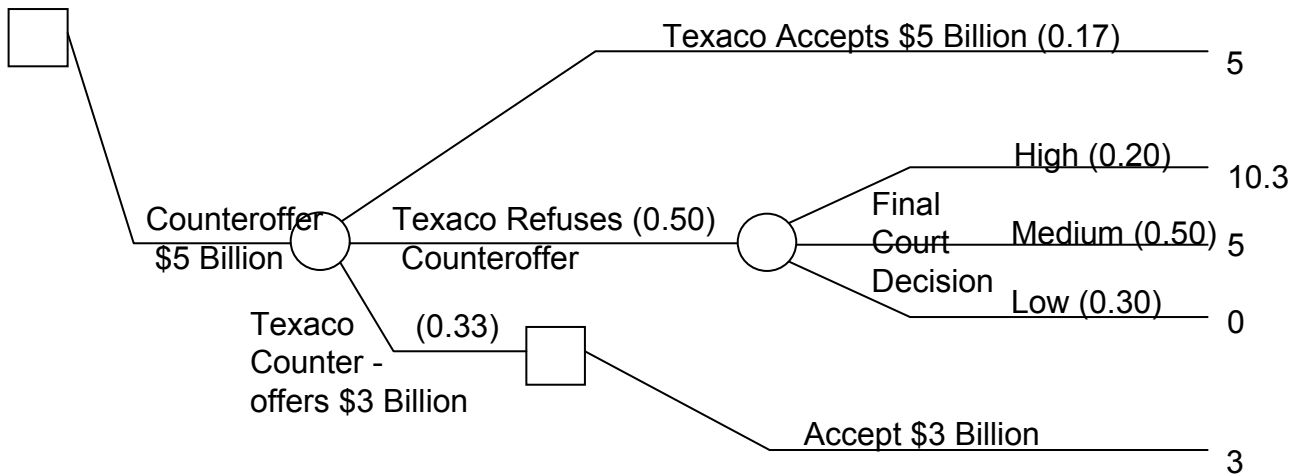 Texaco Accepts $5 Billion (0.17)
5
High (0.20)
10.3
Counteroffer
$5 Billion
Texaco Refuses (0.50)
Counteroffer
Final
Court
Decision
Medium (0.50)
5
Low (0.30)
0
Texaco
Counter -
offers $3 Billion
(0.33)
Accept $3 Billion
3